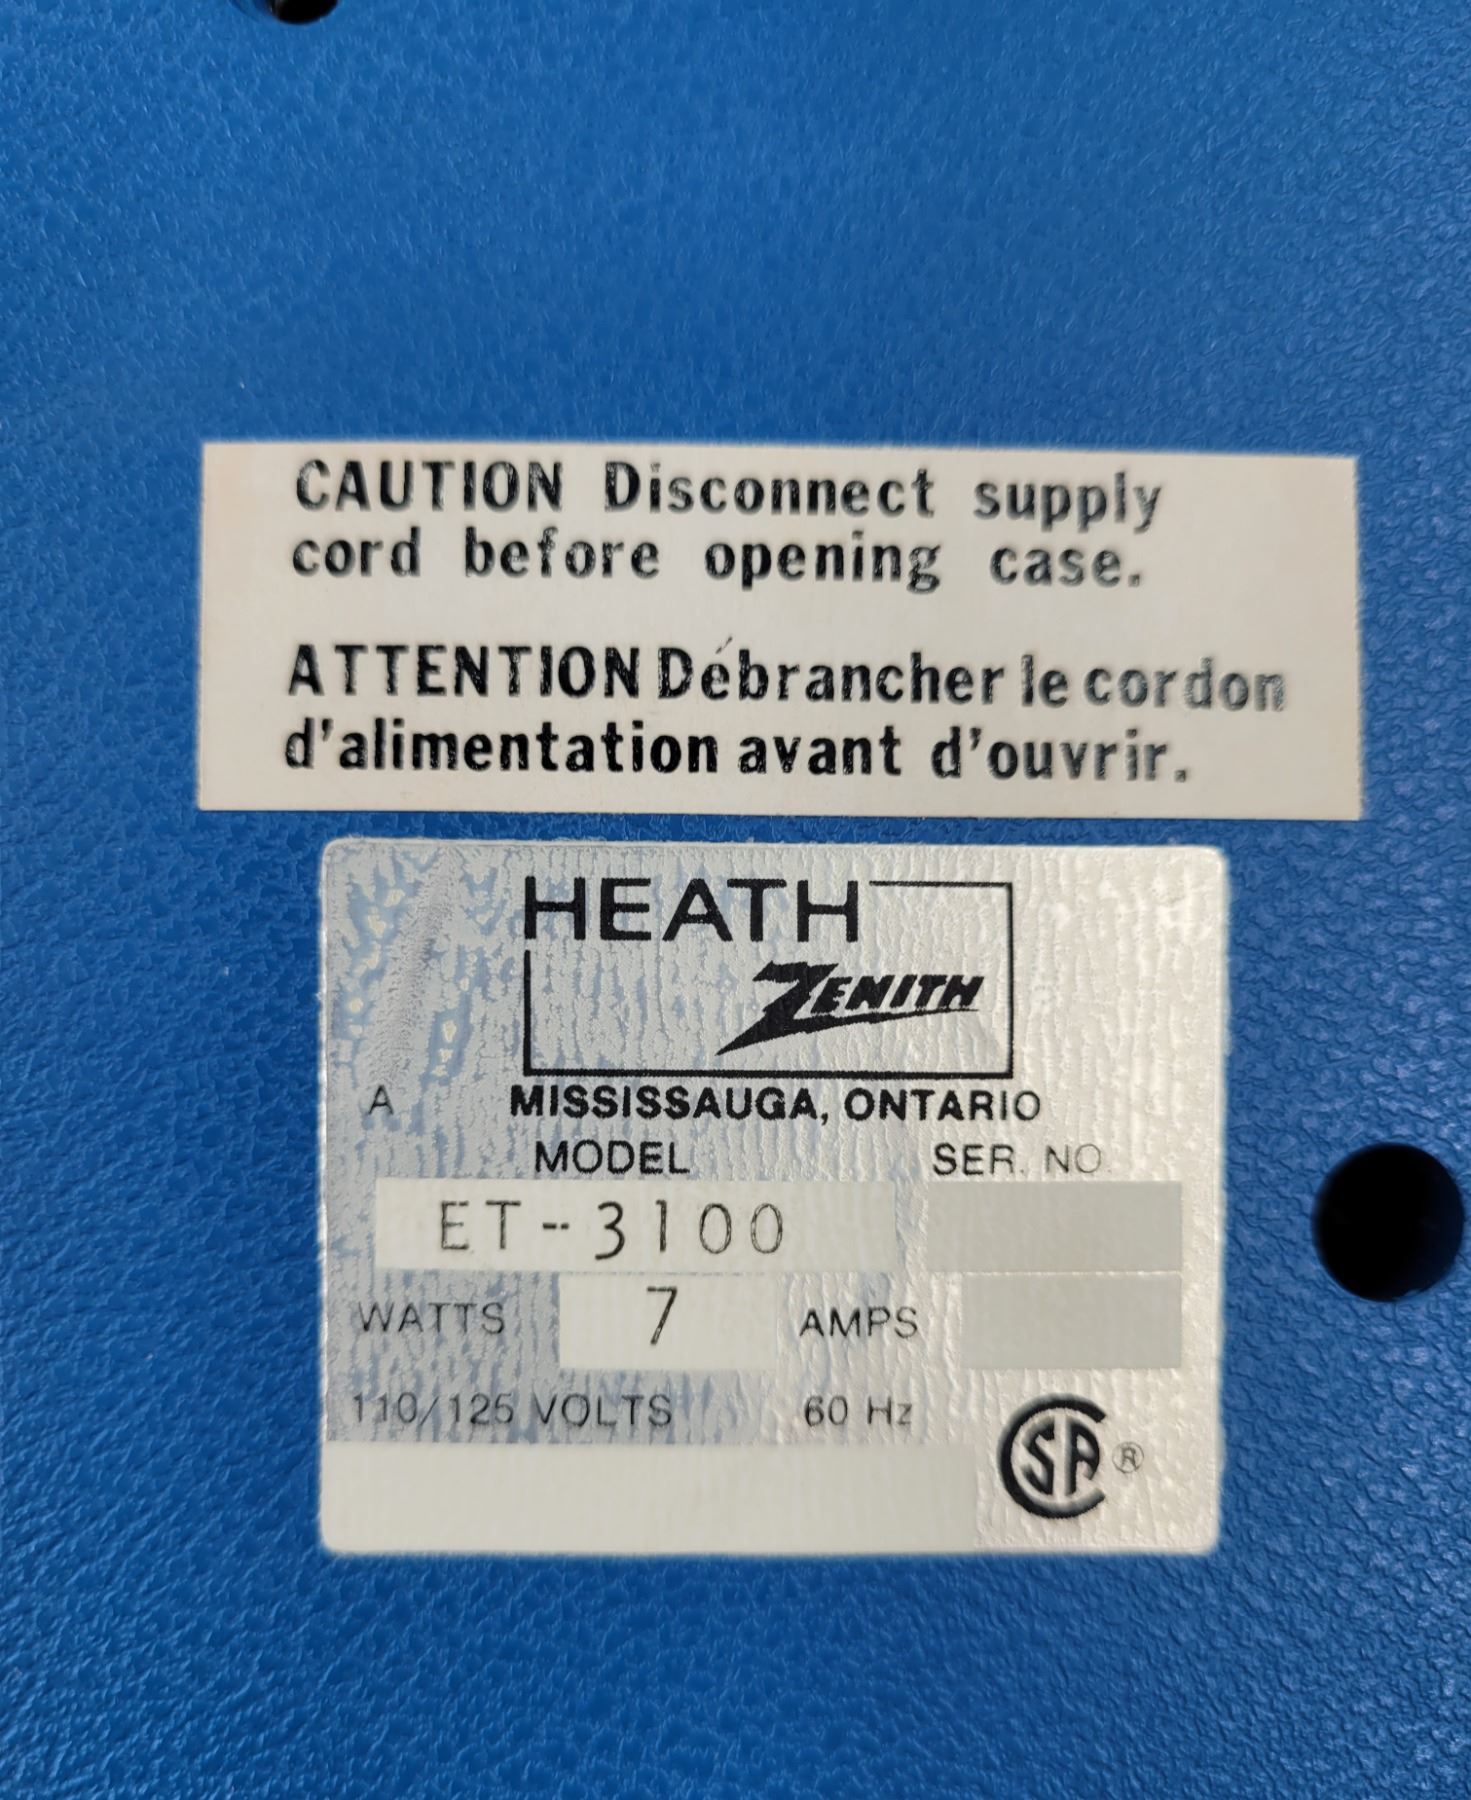 CAUTION Disconnect supply
cord before opening case.
ATTENTION Débrancher le cordon
d'alimentation avant d'ouvrir.
HEATH
ZENITH
A MISSISSAUGA, ONTARIO
MODEL SER. NO.
ET--3100
WATTS 7 AMPS
110/125 VOLTS 60 Hz
CSA ®